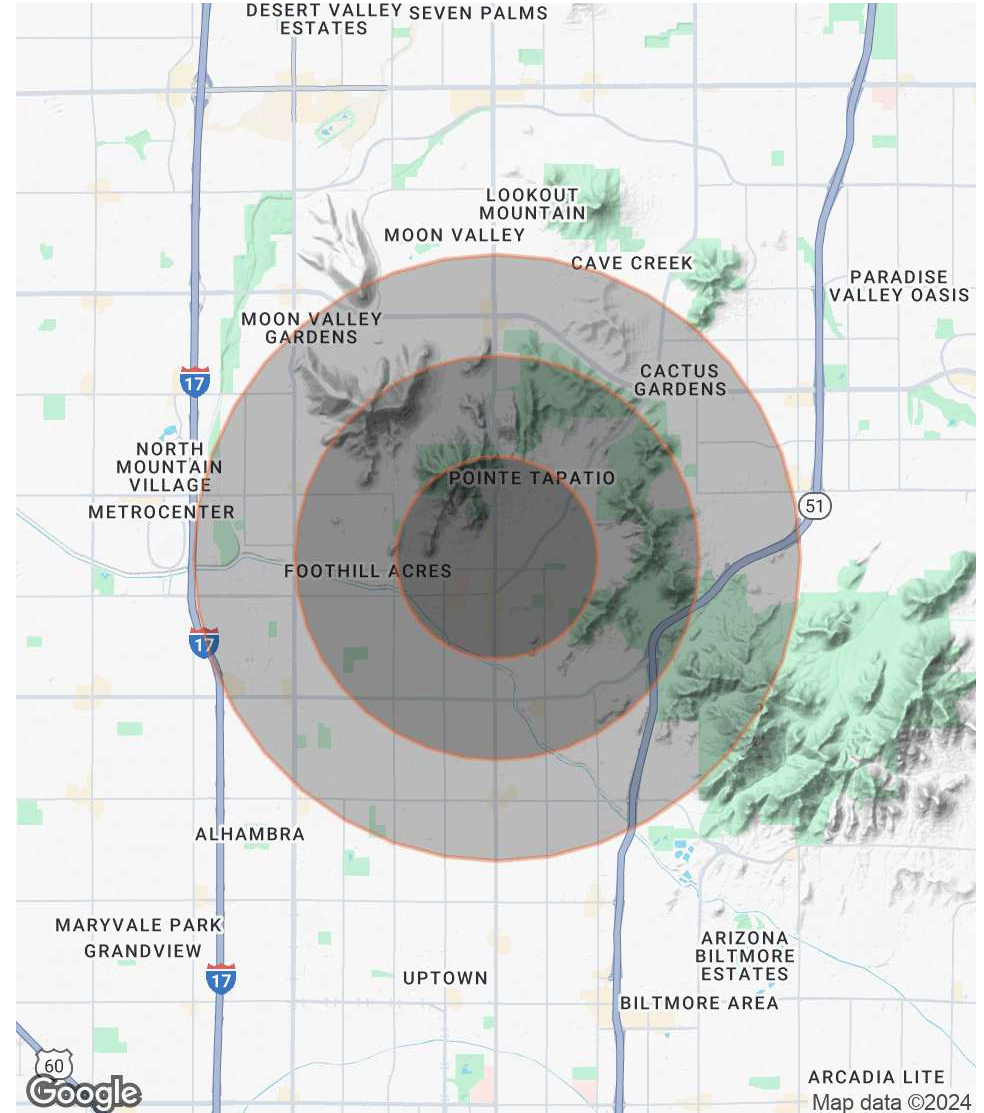 DESERT VALLEY
ESTATES
SEVEN PALMS
LOOKOUT
MOUNTAIN
MOON VALLEY
CAVE CREEK
PARADISE
VALLEY OASIS
MOON VALLEY
GARDENS
17
CACTUS
GARDENS
NORTH
MOUNTAIN
VILLAGE
POINTE TAPATIO
METROCENTER
51
FOOTHILL ACRES
17
ALHAMBRA
MARYVALE PARK
GRANDVIEW
ARIZONA
BILTMORE
ESTATES
UPTOWN
17
BILTMORE AREA
60
ARCADIA LITE
Google
Map data ©2024